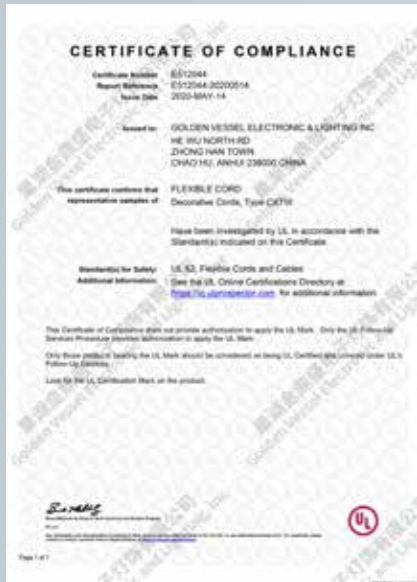 CERTIFICATE OF COMPLIANCE
Certificate Number E512044
Report Reference E512044-20200514
Issue Date 2020-MAY-14
Issued to: GOLDEN VESSEL ELECTRONIC & LIGHTING INC
HE WU NORTH RD
ZHONG HAN TOWN
CHAO HU, ANHUI 238000 CHINA
This certificate confirms that FLEXIBLE CORD
representative samples of Decorative Cords, Type CXTW
Have been investigated by UL in accordance with the
Standard(s) indicated on this Certificate.
Standard(s) for Safety: UL 62, Flexible Cords and Cables
Additional Information: See the UL Online Certifications Directory at
https://iq.ulprospector.com for additional information.
This Certificate of Compliance does not provide authorization to apply the UL Mark. Only the UL Follow-Up
Services Procedure provides authorization to apply the UL Mark.
Only those products bearing the UL Mark should be considered as being UL Certified and covered under UL's
Follow-Up Services.
Look for the UL Certification Mark on the product.
UL
Page 1 of 1